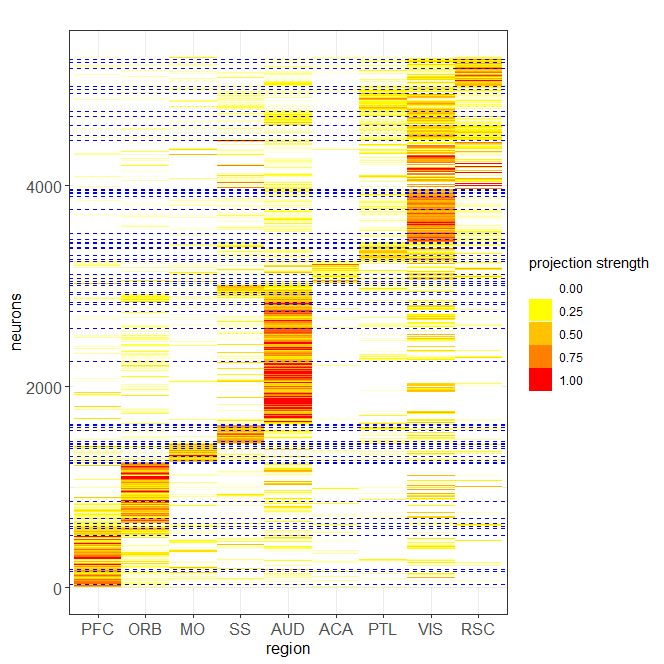 neurons
4000
2000
0
PFC ORB MO SS AUD ACA PTL VIS RSC
region
projection strength
0.00
0.25
0.50
0.75
1.00